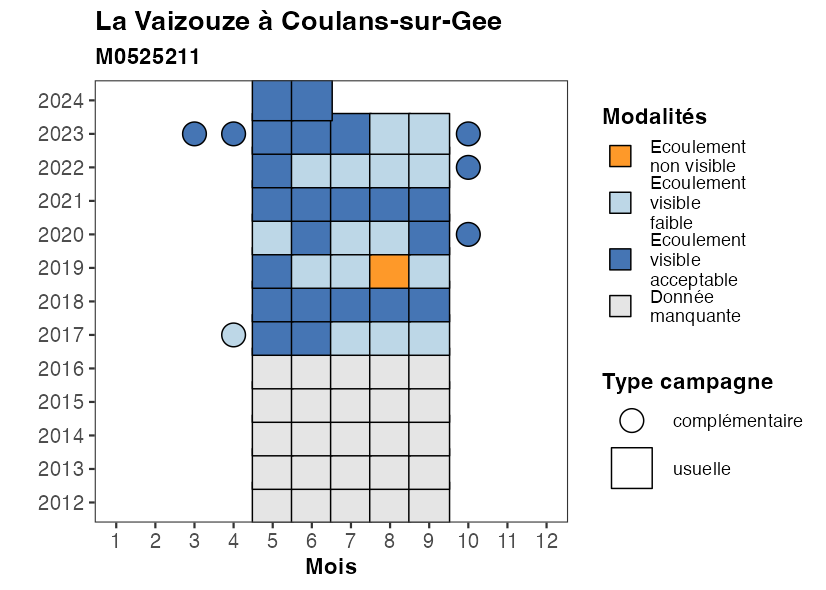 La Vaizouze à Coulans-sur-Gee
M0525211
2024
2023
2022
2021
2020
2019
2018
2017
2016
2015
2014
2013
2012
1 2 3 4 5 6 7 8 9 10 11 12
Mois
Modalités
Ecoulement
non visible
Ecoulement
visible
faible
Ecoulement
visible
acceptable
Donnée
manquante
Type campagne
complémentaire
usuelle